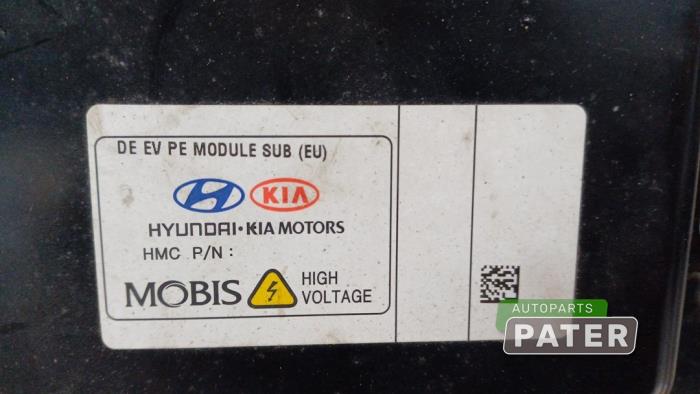 DE EV PE MODULE SUB (EU)
KIA
HYUNDAI·KIA MOTORS
HMC P/N :
MOBIS HIGH VOLTAGE
AUTOPARTS
PATER